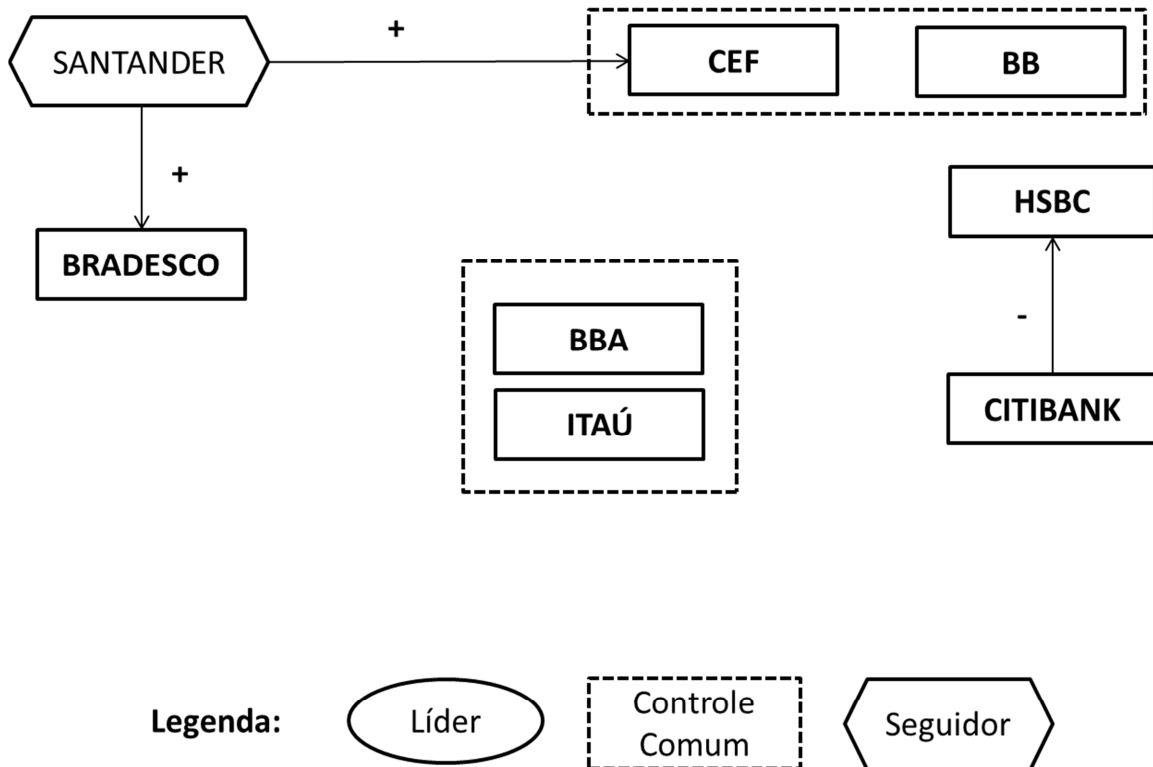 +
SANTANDER
CEF
BB
+
HSBC
BRADESCO
BBA
-
ITAÚ
CITIBANK
Legenda:
Líder
Controle
Comum
Seguidor